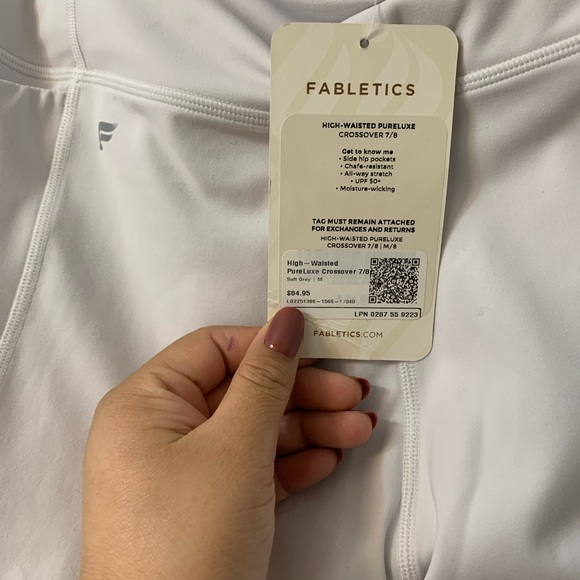 FABLETICS
HIGH-WAISTED PURELUXE
CROSSOVER 7/8
Get to know me
• Side hip pockets
• Chafe-resistant
• All-way stretch
• UPF 50+
• Moisture-wicking
TAG MUST REMAIN ATTACHED
FOR EXCHANGES AND RETURNS
HIGH-WAISTED PURELUXE
CROSSOVER 7/8 | M/8
High-Waisted
PureLuxe Crossover 7/8
Soft Grey | M
$84.95
LPN 0287 55 9223
FABLETICS.COM